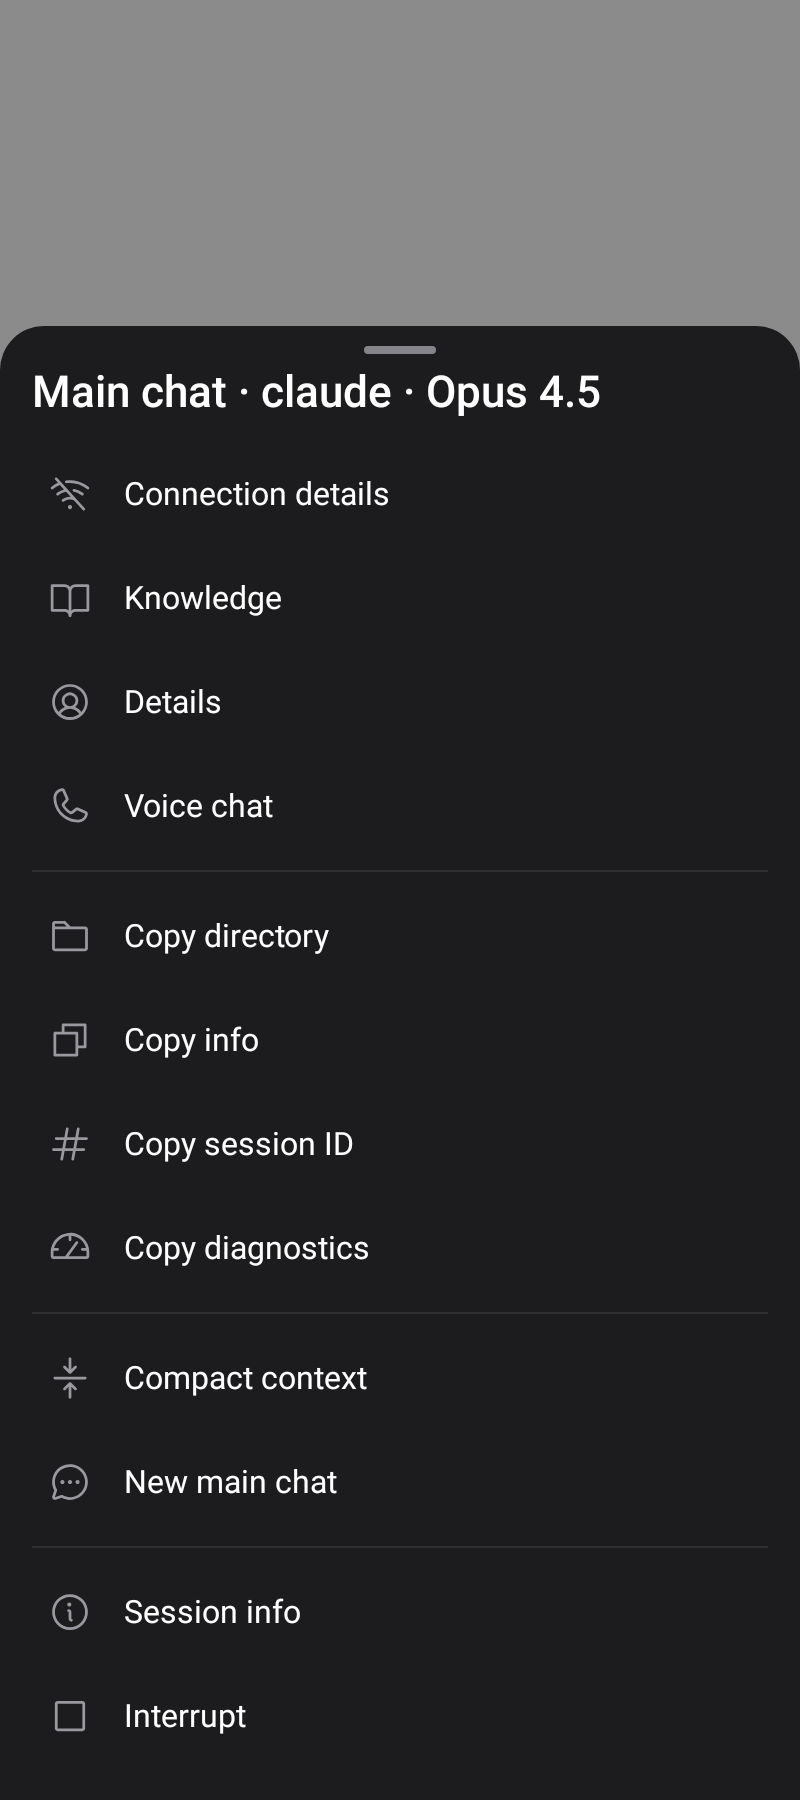 Main chat · claude · Opus 4.5
Connection details
Knowledge
Details
Voice chat
Copy directory
Copy info
Copy session ID
Copy diagnostics
Compact context
New main chat
Session info
Interrupt